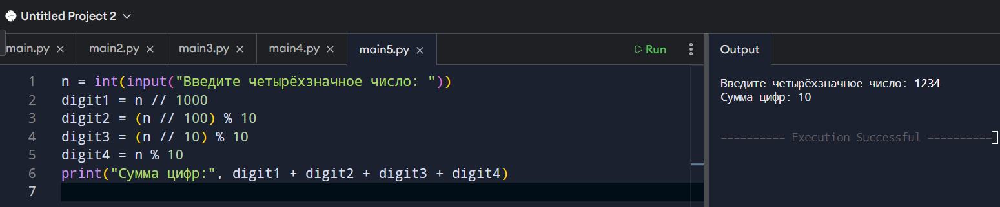 Untitled Project 2
main.py × main2.py × main3.py × main4.py × main5.py × Run Output
1 n = int(input("Введите четырёхзначное число: "))
2 digit1 = n // 1000
3 digit2 = (n // 100) % 10
4 digit3 = (n // 10) % 10
5 digit4 = n % 10
6 print("Сумма цифр:", digit1 + digit2 + digit3 + digit4)
7
Введите четырёхзначное число: 1234
Сумма цифр: 10
========== Execution Successful ==========